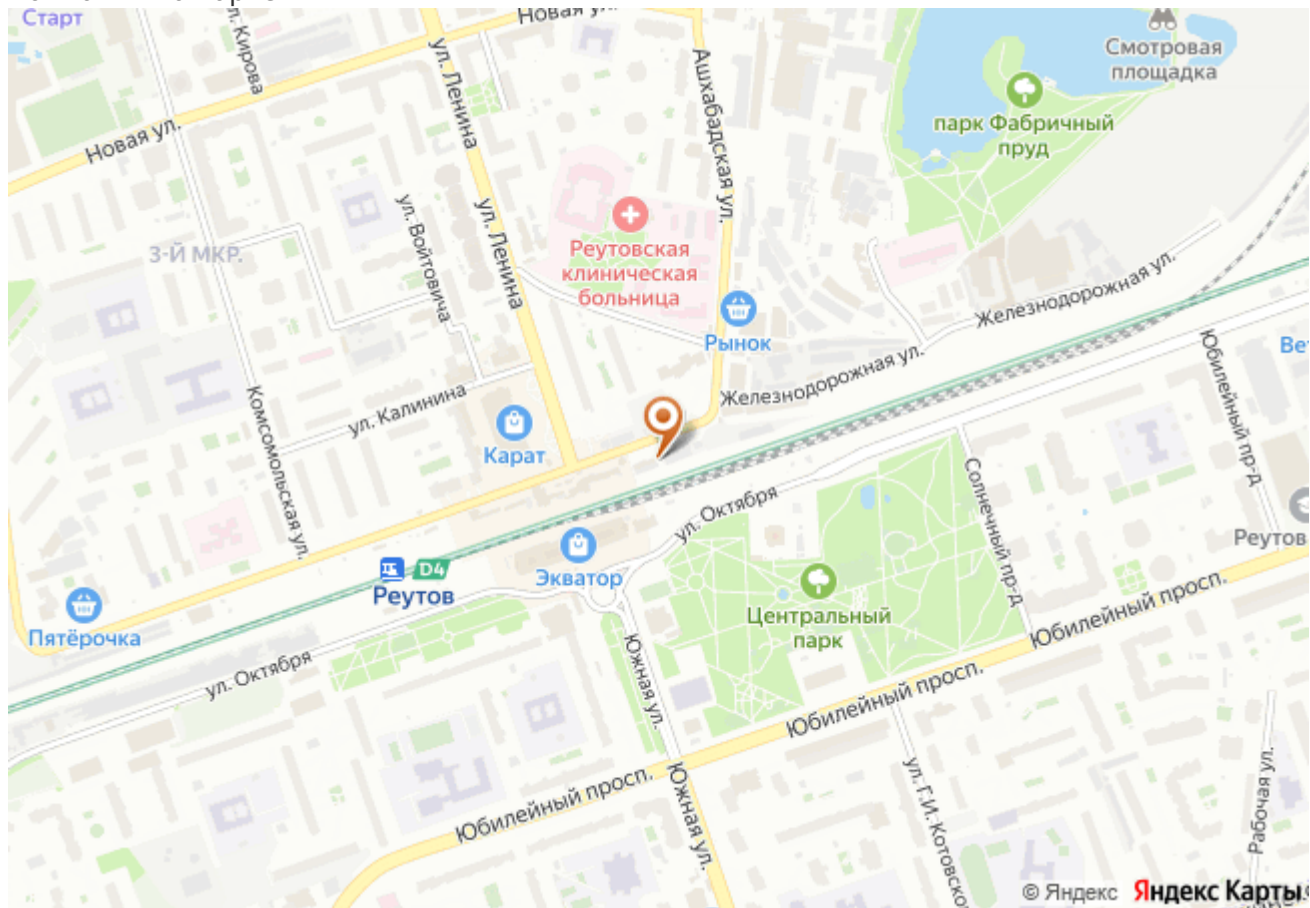 Старт
ул. Кирова
Новая ул.
ул. Ленина
Ашхабадская ул.
Смотровая
площадка
парк Фабричный
пруд
Новая ул.
ул. Войтовича
ул. Ленина
Реутовская
клиническая
больница
3-Й МКР.
Железнодорожная ул.
Рынок
Юбилейный пр-д
Железнодорожная ул.
ул. Калинина
Комсомольская ул.
Карат
Солнечный пр-д
ул. Октября
D4
Реутов
Экватор
Реутов
Центральный
парк
Юбилейный просп.
Пятёрочка
ул. Октября
Южная ул.
Юбилейный просп.
Юбилейный просп.
Южная ул.
Рабочая ул.
© Яндекс Яндекс Карты